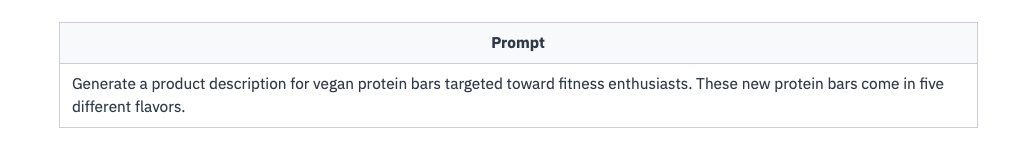 Prompt
Generate a product description for vegan protein bars targeted toward fitness enthusiasts. These new protein bars come in five
different flavors.